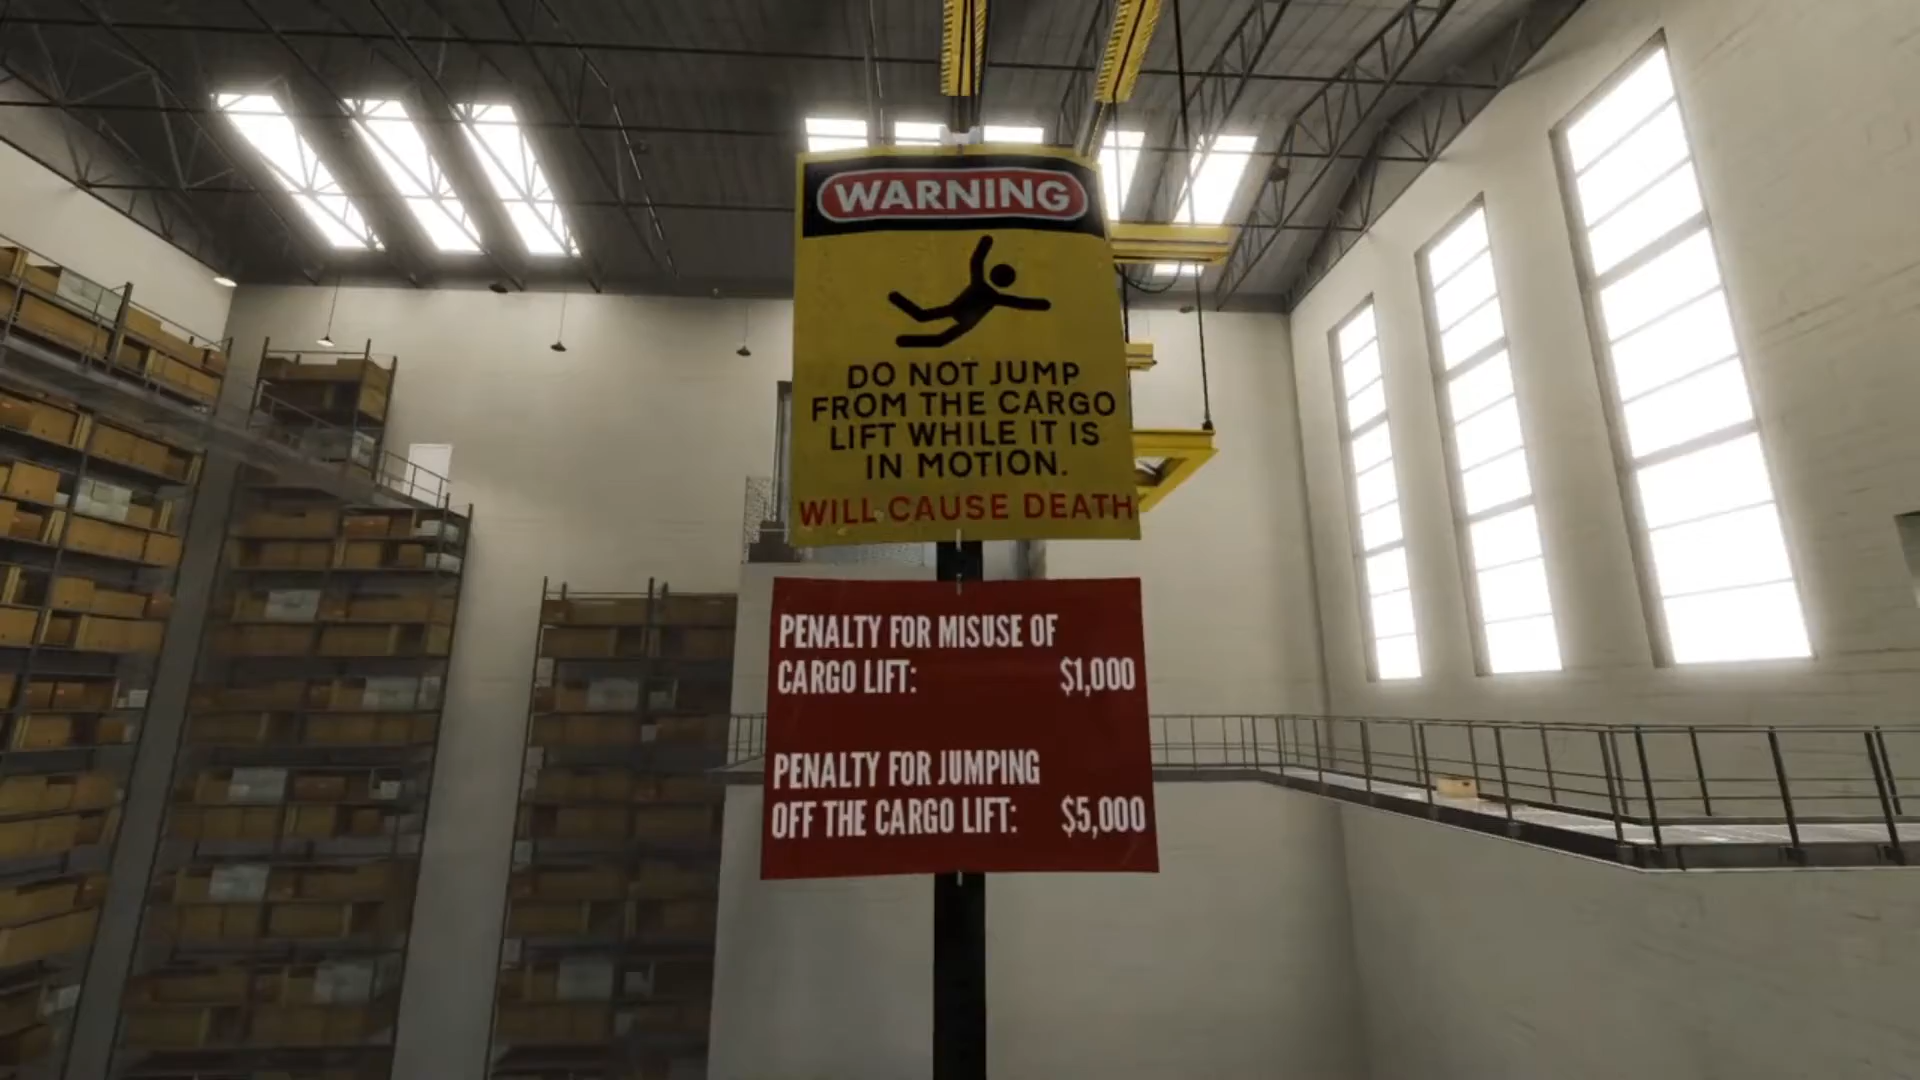 WARNING
DO NOT JUMP
FROM THE CARGO
LIFT WHILE IT IS
IN MOTION.
WILL CAUSE DEATH
PENALTY FOR MISUSE OF
CARGO LIFT: $1,000
PENALTY FOR JUMPING
OFF THE CARGO LIFT: $5,000